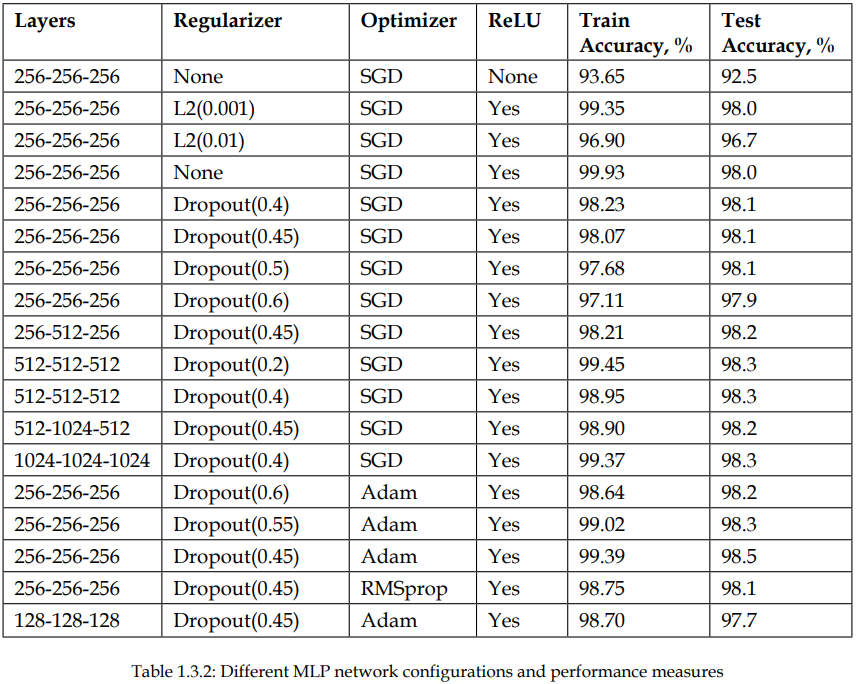 Layers Regularizer Optimizer ReLU Train Accuracy, % Test Accuracy, %
256-256-256 None SGD None 93.65 92.5
256-256-256 L2(0.001) SGD Yes 99.35 98.0
256-256-256 L2(0.01) SGD Yes 96.90 96.7
256-256-256 None SGD Yes 99.93 98.0
256-256-256 Dropout(0.4) SGD Yes 98.23 98.1
256-256-256 Dropout(0.45) SGD Yes 98.07 98.1
256-256-256 Dropout(0.5) SGD Yes 97.68 98.1
256-256-256 Dropout(0.6) SGD Yes 97.11 97.9
256-512-256 Dropout(0.45) SGD Yes 98.21 98.2
512-512-512 Dropout(0.2) SGD Yes 99.45 98.3
512-512-512 Dropout(0.4) SGD Yes 98.95 98.3
512-1024-512 Dropout(0.45) SGD Yes 98.90 98.2
1024-1024-1024 Dropout(0.4) SGD Yes 99.37 98.3
256-256-256 Dropout(0.6) Adam Yes 98.64 98.2
256-256-256 Dropout(0.55) Adam Yes 99.02 98.3
256-256-256 Dropout(0.45) Adam Yes 99.39 98.5
256-256-256 Dropout(0.45) RMSprop Yes 98.75 98.1
128-128-128 Dropout(0.45) Adam Yes 98.70 97.7
Table 1.3.2: Different MLP network configurations and performance measures